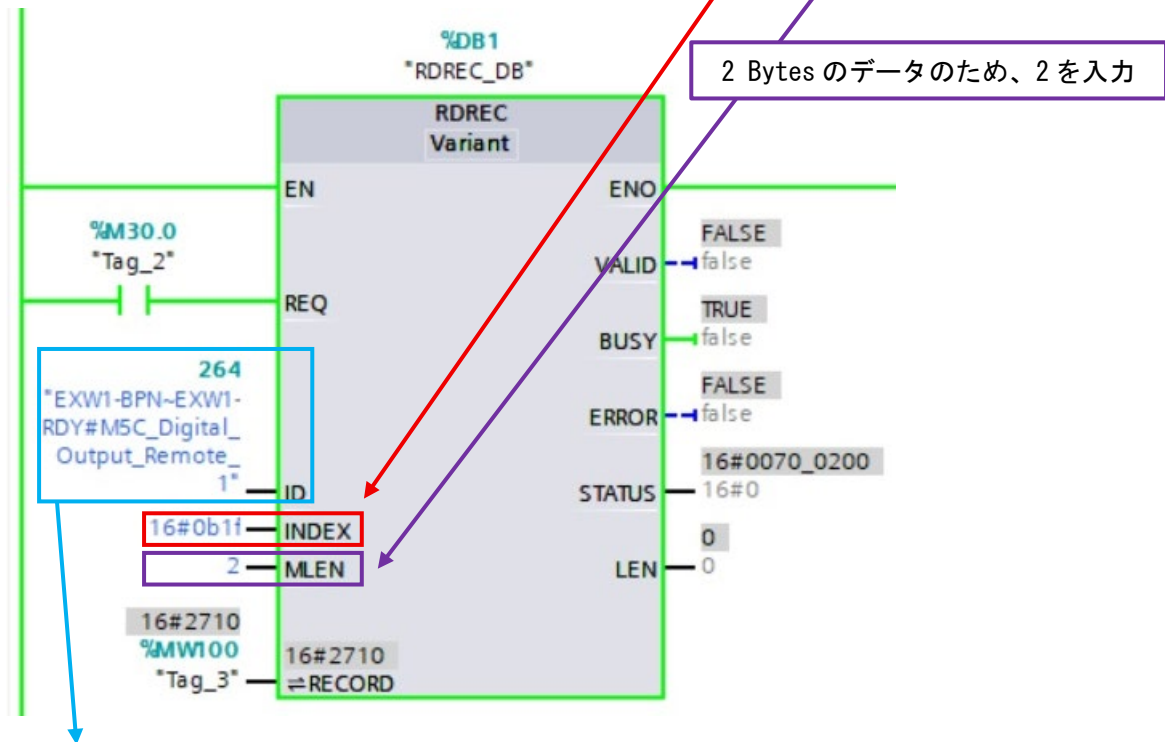 %DB1
"RDREC_DB"
2 Bytes のデータのため、2 を入力
RDREC
Variant
EN
ENO
%M30.0
"Tag_2"
FALSE
VALID
false
REQ
TRUE
BUSY
false
264
"EXW1-BPN~EXW1-
RDY#M5C_Digital_
Output_Remote_
1"
FALSE
ERROR
false
ID
16#0070_0200
STATUS
16#0
16#0b1f
INDEX
2
MLEN
0
LEN
0
16#2710
%MW100
"Tag_3"
16#2710
⇌RECORD